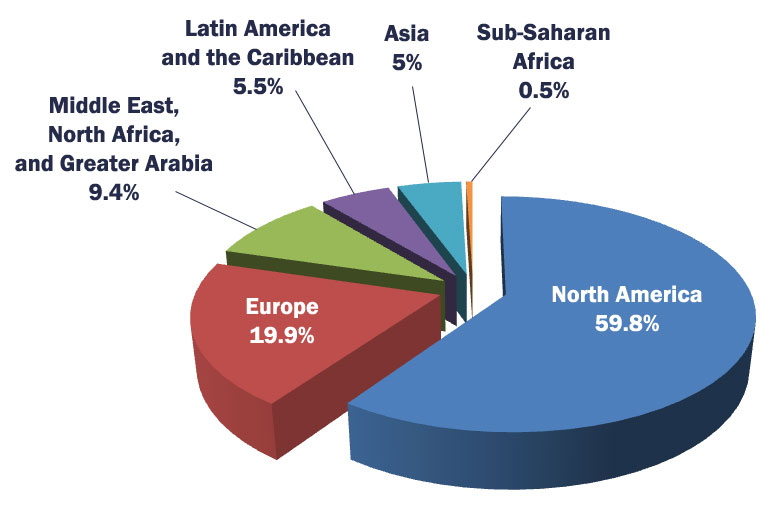 Latin America
and the Caribbean
5.5%
Asia
5%
Sub-Saharan
Africa
0.5%
Middle East,
North Africa,
and Greater Arabia
9.4%
Europe
19.9%
North America
59.8%